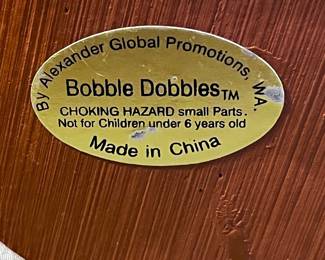 By Alexander Global Promotions, WA.
Bobble Dobbles™
CHOKING HAZARD small Parts.
Not for Children under 6 years old
Made in China